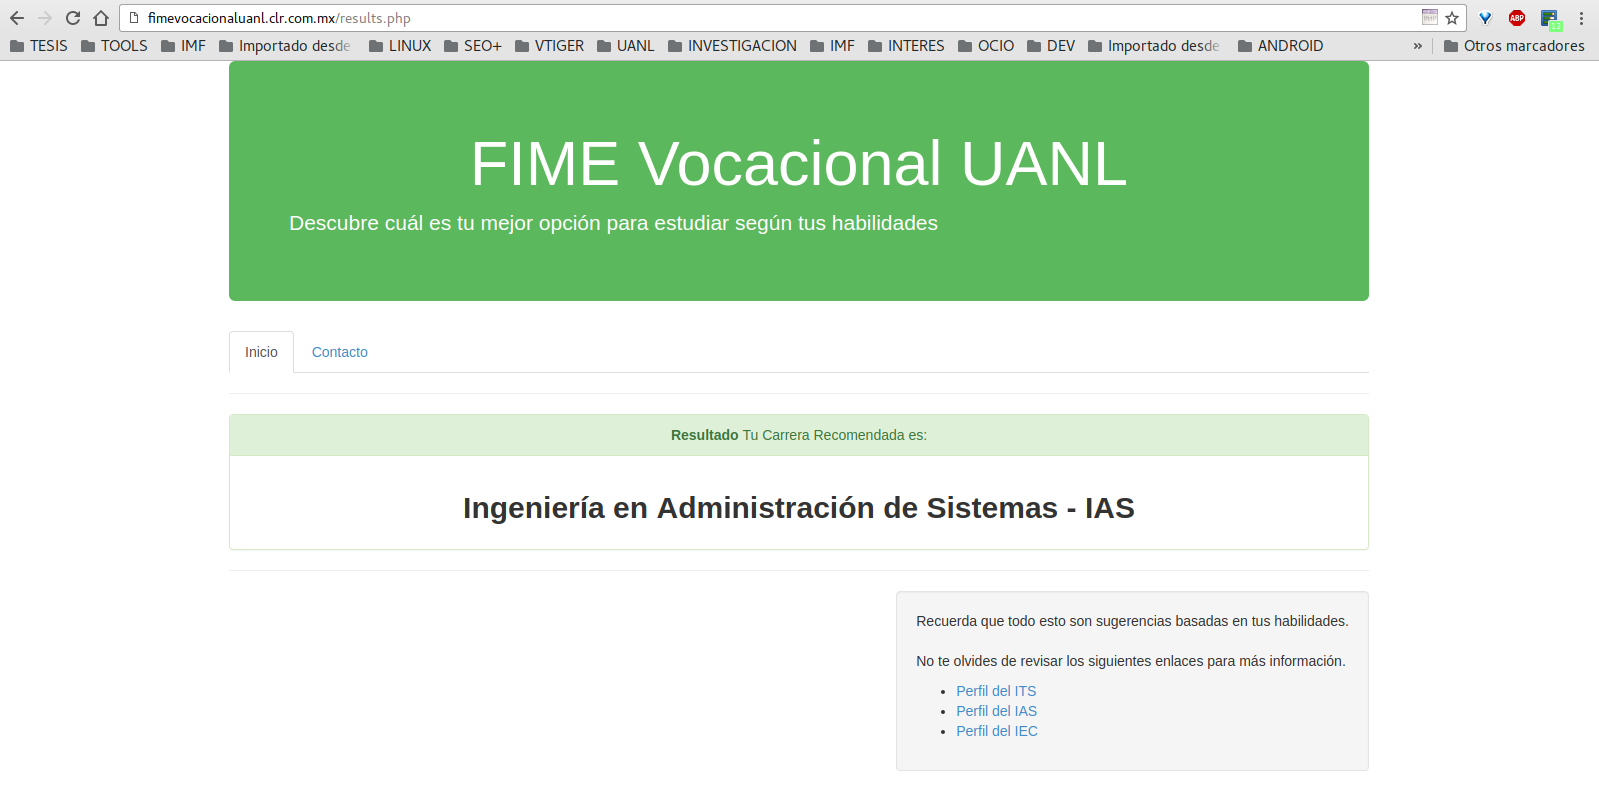 fimevocacionaluanl.clr.com.mx/results.php
TESIS TOOLS IMF Importado desde LINUX SEO+ VTIGER UANL INVESTIGACION IMF INTERES OCIO DEV Importado desde ANDROID » Otros marcadores
FIME Vocacional UANL
Descubre cuál es tu mejor opción para estudiar según tus habilidades
Inicio Contacto
Resultado Tu Carrera Recomendada es:
Ingeniería en Administración de Sistemas - IAS
Recuerda que todo esto son sugerencias basadas en tus habilidades.
No te olvides de revisar los siguientes enlaces para más información.
• Perfil del ITS
• Perfil del IAS
• Perfil del IEC